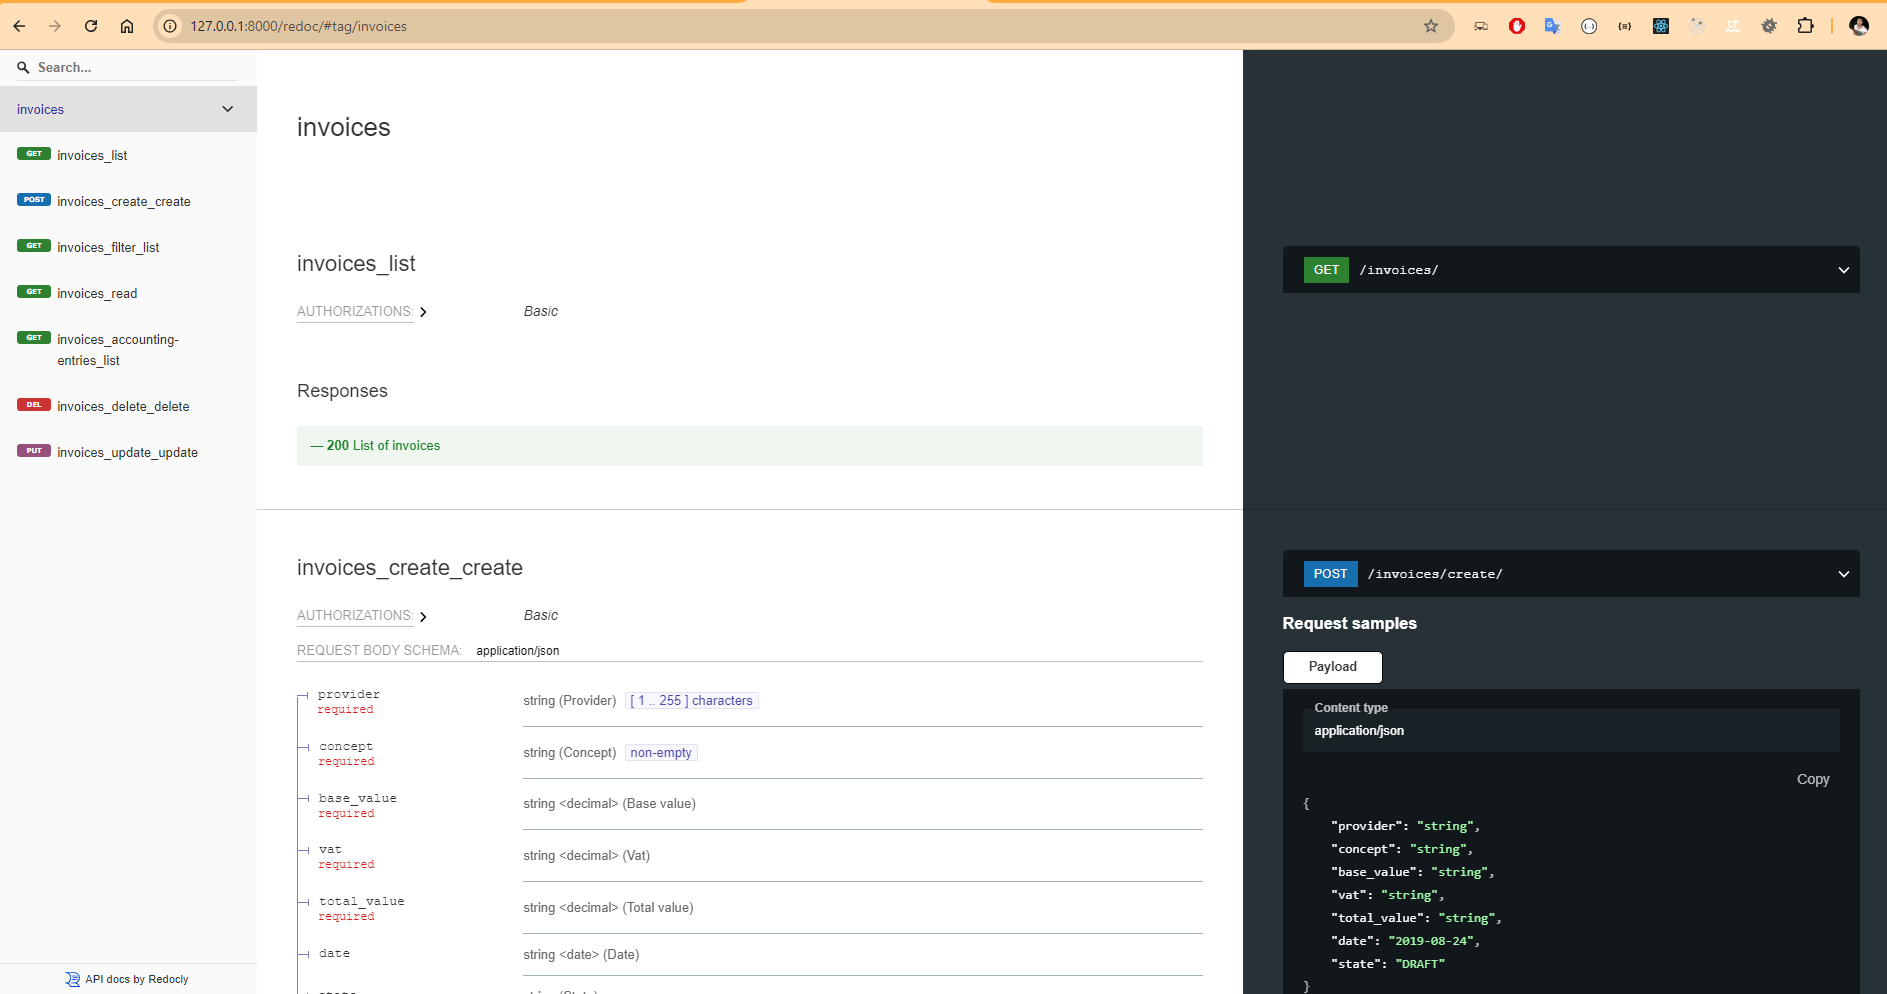 127.0.0.1:8000/redoc/#tag/invoices
Search...
invoices
GET invoices_list
POST invoices_create_create
GET invoices_filter_list
GET invoices_read
GET invoices_accounting-
entries_list
DEL invoices_delete_delete
PUT invoices_update_update
API docs by Redocly
invoices
invoices_list
AUTHORIZATIONS: Basic
Responses
— 200 List of invoices
GET /invoices/
invoices_create_create
AUTHORIZATIONS: Basic
REQUEST BODY SCHEMA: application/json
provider
required
string (Provider) [ 1 .. 255 ] characters
concept
required
string (Concept) non-empty
base_value
required
string <decimal> (Base value)
vat
required
string <decimal> (Vat)
total_value
required
string <decimal> (Total value)
date
string <date> (Date)
POST /invoices/create/
Request samples
Payload
Content type
application/json
Copy
{
"provider": "string",
"concept": "string",
"base_value": "string",
"vat": "string",
"total_value": "string",
"date": "2019-08-24",
"state": "DRAFT"
}